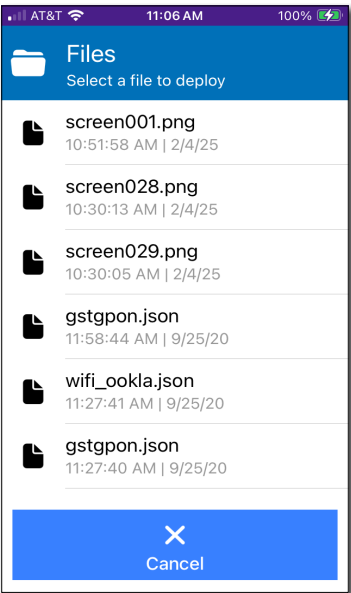 AT&T 11:06 AM 100%
Files
Select a file to deploy
screen001.png
10:51:58 AM | 2/4/25
screen028.png
10:30:13 AM | 2/4/25
screen029.png
10:30:05 AM | 2/4/25
gstgpon.json
11:58:44 AM | 9/25/20
wifi_ookla.json
11:27:41 AM | 9/25/20
gstgpon.json
11:27:40 AM | 9/25/20
Cancel